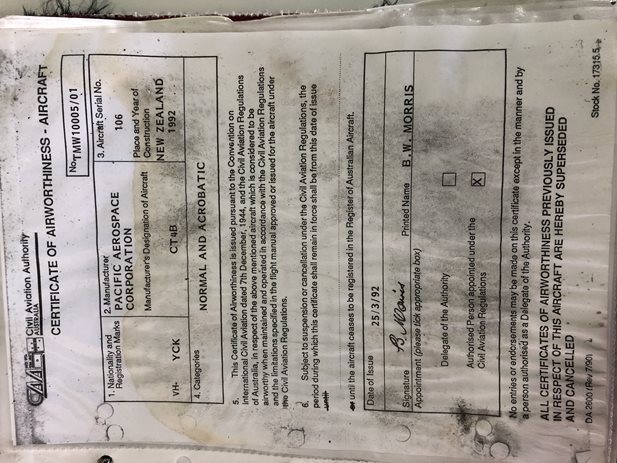 CAA Civil Aviation Authority
AUSTRALIA
CERTIFICATE OF AIRWORTHINESS - AIRCRAFT
No. TMW10005/01
1. Nationality and Registration Marks
VH- YCK
2. Manufacturer
PACIFIC AEROSPACE
CORPORATION
Manufacturer's Designation of Aircraft
CT4B
3. Aircraft Serial No.
106
Place and Year of
Construction
NEW ZEALAND
1992
4. Categories
NORMAL AND ACROBATIC
5. This Certificate of Airworthiness is issued pursuant to the Convention on
International Civil Aviation dated 7th December, 1944, and the Civil Aviation Regulations
of Australia, in respect of the above mentioned aircraft which is considered to be
airworthy when maintained and operated in accordance with the Civil Aviation Regulations
and the limitations specified in the flight manual approved or issued for the aircraft under
the Civil Aviation Regulations.
6. Subject to suspension or cancellation under the Civil Aviation Regulations, the
period during which this certificate shall remain in force shall be from this date of issue
until
or until the aircraft ceases to be registered in the Register of Australian Aircraft.
Date of Issue 25/3/92
Signature B. Morris Printed Name B.W. MORRIS
Appointment (please tick appropriate box)
Delegate of the Authority
Authorised Person appointed under the X
Civil Aviation Regulations
No entries or endorsements may be made on this certificate except in the manner and by
a person authorised as a Delegate of the Authority.
ALL CERTIFICATES OF AIRWORTHINESS PREVIOUSLY ISSUED
IN RESPECT OF THIS AIRCRAFT ARE HEREBY SUPERSEDED
AND CANCELLED
DA 2600 (Rev 7/90) Stock No. 17315.5